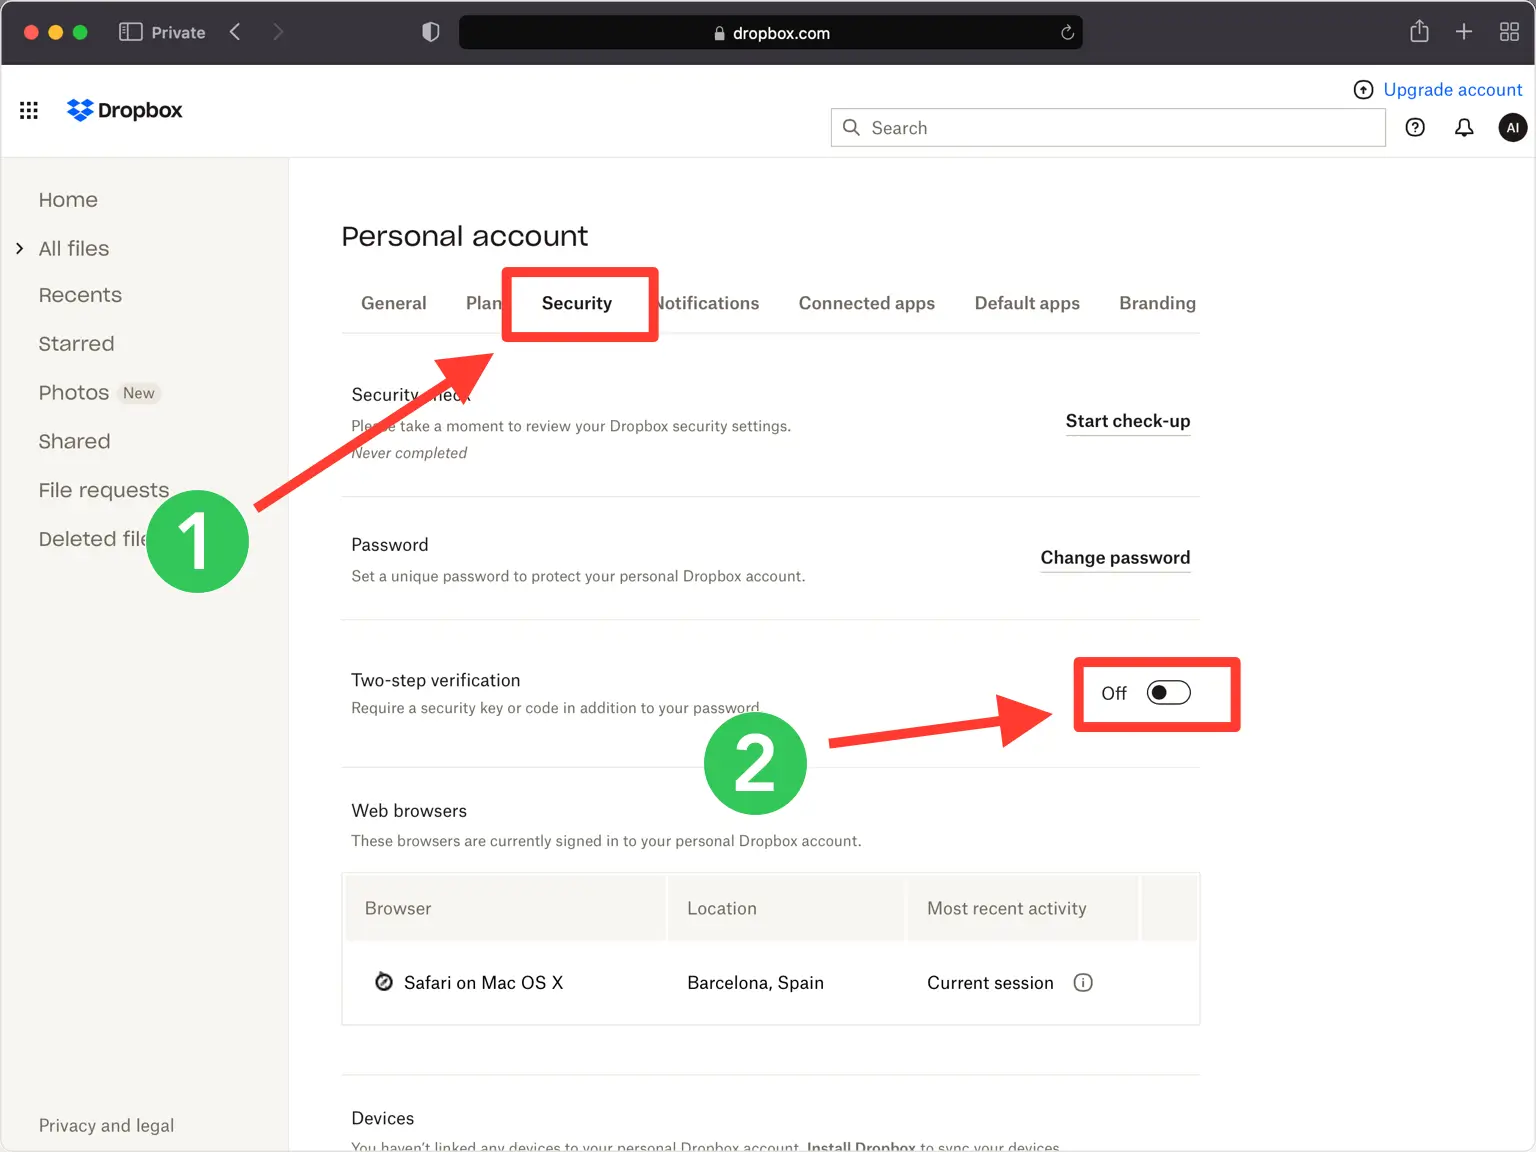 Private
dropbox.com
Upgrade account
Dropbox
Search
AI
Home
All files
Recents
Starred
Photos New
Shared
File requests
Deleted file
Personal account
General Plan Security Notifications Connected apps Default apps Branding
Security check
Please take a moment to review your Dropbox security settings.
Never completed
Start check-up
1
Password
Set a unique password to protect your personal Dropbox account.
Change password
Two-step verification
Require a security key or code in addition to your password.
Off
2
Web browsers
These browsers are currently signed in to your personal Dropbox account.
Browser Location Most recent activity
Safari on Mac OS X Barcelona, Spain Current session
Devices
You haven't linked any devices to your personal Dropbox account. Install Dropbox to sync your devices
Privacy and legal